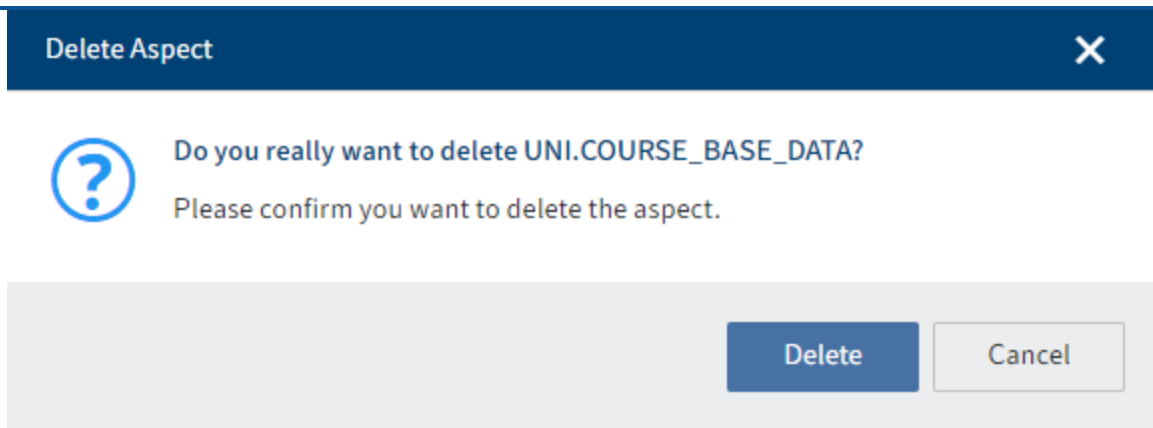 Delete Aspect
Do you really want to delete UNI.COURSE_BASE_DATA?
Please confirm you want to delete the aspect.
Delete
Cancel